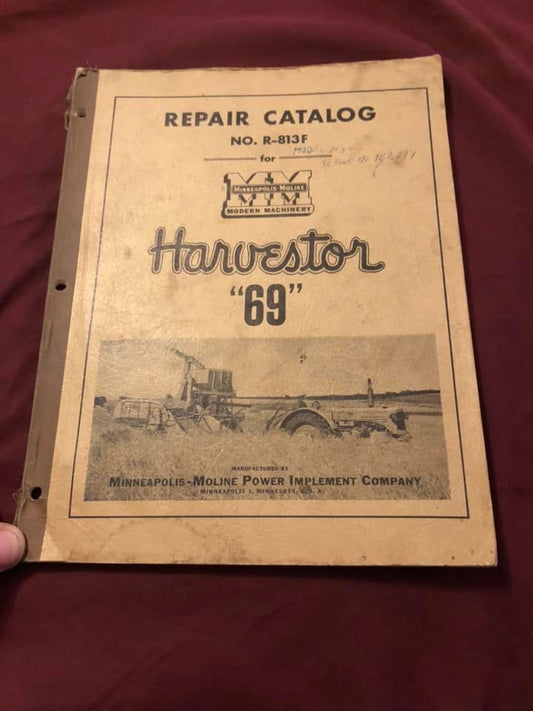 REPAIR CATALOG
NO. R-813F
for
MM
MINNEAPOLIS-MOLINE
MODERN MACHINERY
Harvestor
"69"
MANUFACTURED BY
MINNEAPOLIS-MOLINE POWER IMPLEMENT COMPANY
MINNEAPOLIS 1, MINNESOTA, U.S.A.